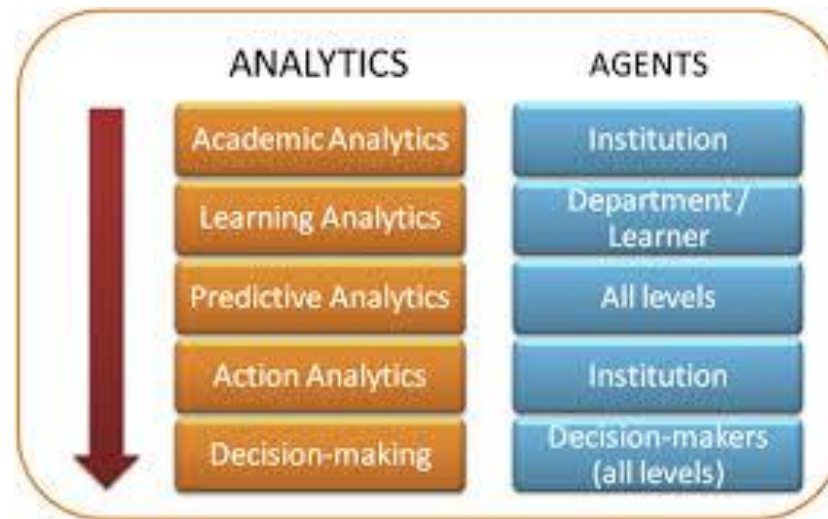 ANALYTICS AGENTS
Academic Analytics Institution
Learning Analytics Department /
Learner
Predictive Analytics All levels
Action Analytics Institution
Decision-making Decision-makers
(all levels)